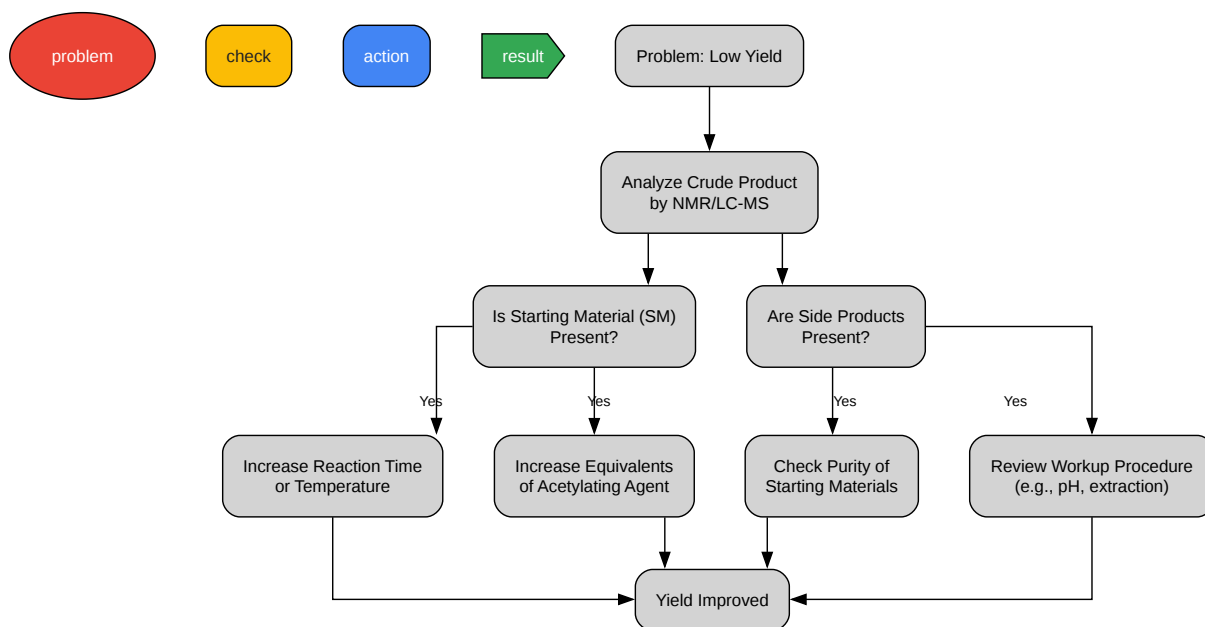 problem
check
action
result
Problem: Low Yield
Analyze Crude Product
by NMR/LC-MS
Is Starting Material (SM)
Present?
Are Side Products
Present?
Yes
Yes
Yes
Yes
Increase Reaction Time
or Temperature
Increase Equivalents
of Acetylating Agent
Check Purity of
Starting Materials
Review Workup Procedure
(e.g., pH, extraction)
Yield Improved